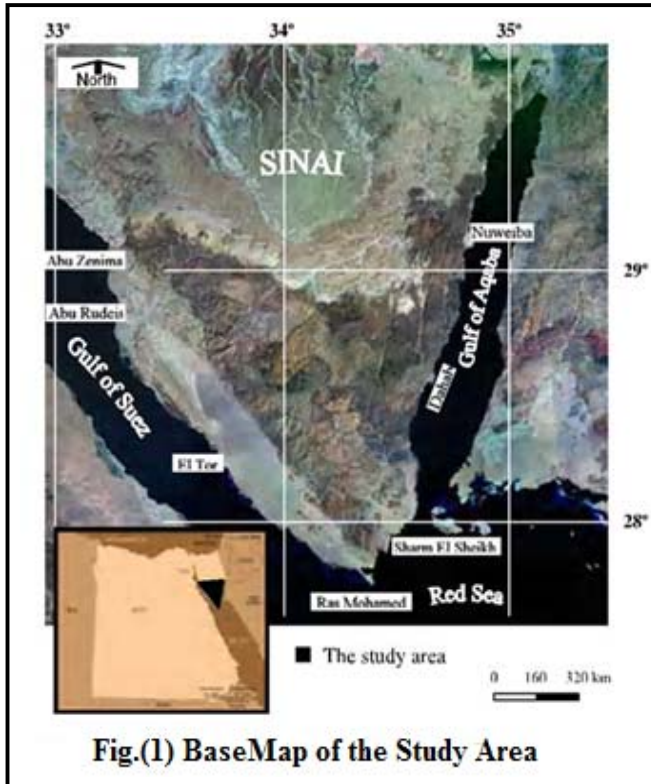 33° 34° 35°
North
SINAI
Nuweiba
Abu Zenima
29°
Gulf of Aqaba
Abu Rudeis
Gulf of Suez
Dahab
El Tor
28°
Sharm El Sheikh
Ras Mohamed
Red Sea
The study area
0 160 320 km
Fig.(1) BaseMap of the Study Area